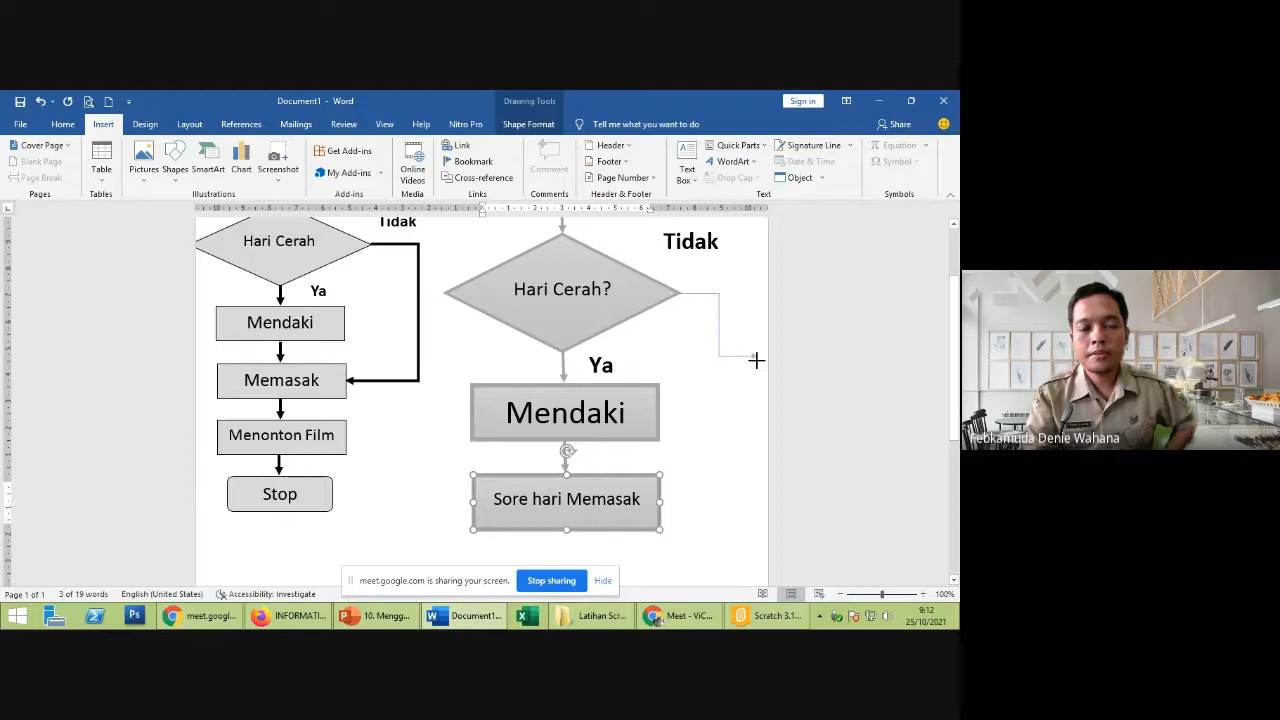 Document1 - Word
Drawing Tools
Sign in
File Home Insert Design Layout References Mailings Review View Help Nitro Pro Shape Format Tell me what you want to do Share
Cover Page
Blank Page
Page Break
Pages
Table
Tables
Pictures Shapes SmartArt Chart Screenshot
Illustrations
Get Add-ins
My Add-ins
Add-ins
Online Videos
Media
Link
Bookmark
Cross-reference
Links
Comment
Comments
Header
Footer
Page Number
Header & Footer
Text Box
Quick Parts
WordArt
Drop Cap
Signature Line
Date & Time
Object
Text
Equation
Symbol
Symbols
Tidak
Hari Cerah
Ya
Mendaki
Memasak
Menonton Film
Stop
Tidak
Hari Cerah?
Ya
Mendaki
Sore hari Memasak
Febkamuda Denie Wahana
meet.google.com is sharing your screen. Stop sharing Hide
Page 1 of 1 3 of 19 words English (United States) Accessibility: Investigate 100%
meet.googl... INFORMATI... 10. Mengg... Document1... Latihan Scr... Meet - ViC... Scratch 3.1...
9:12
25/10/2021